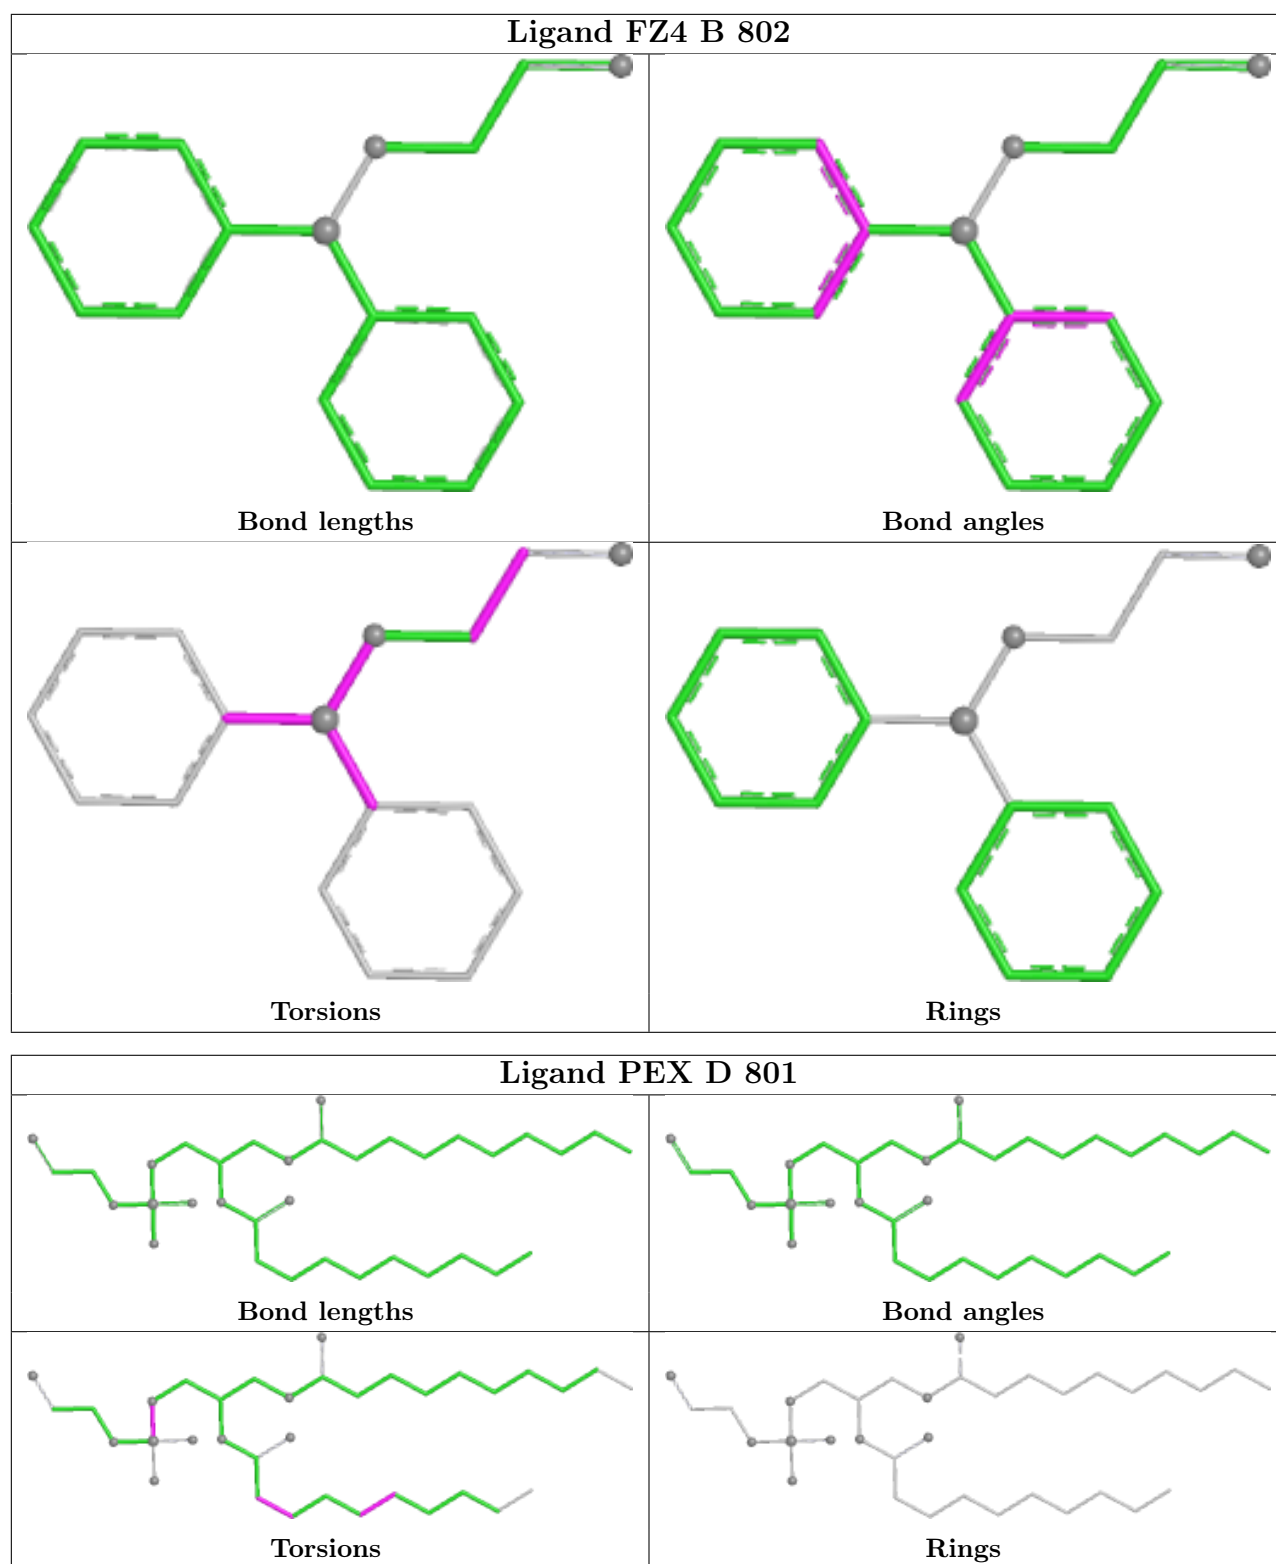 Ligand FZ4 B 802
Bond lengths
Bond angles
Torsions
Rings
Ligand PEX D 801
Bond lengths
Bond angles
Torsions
Rings